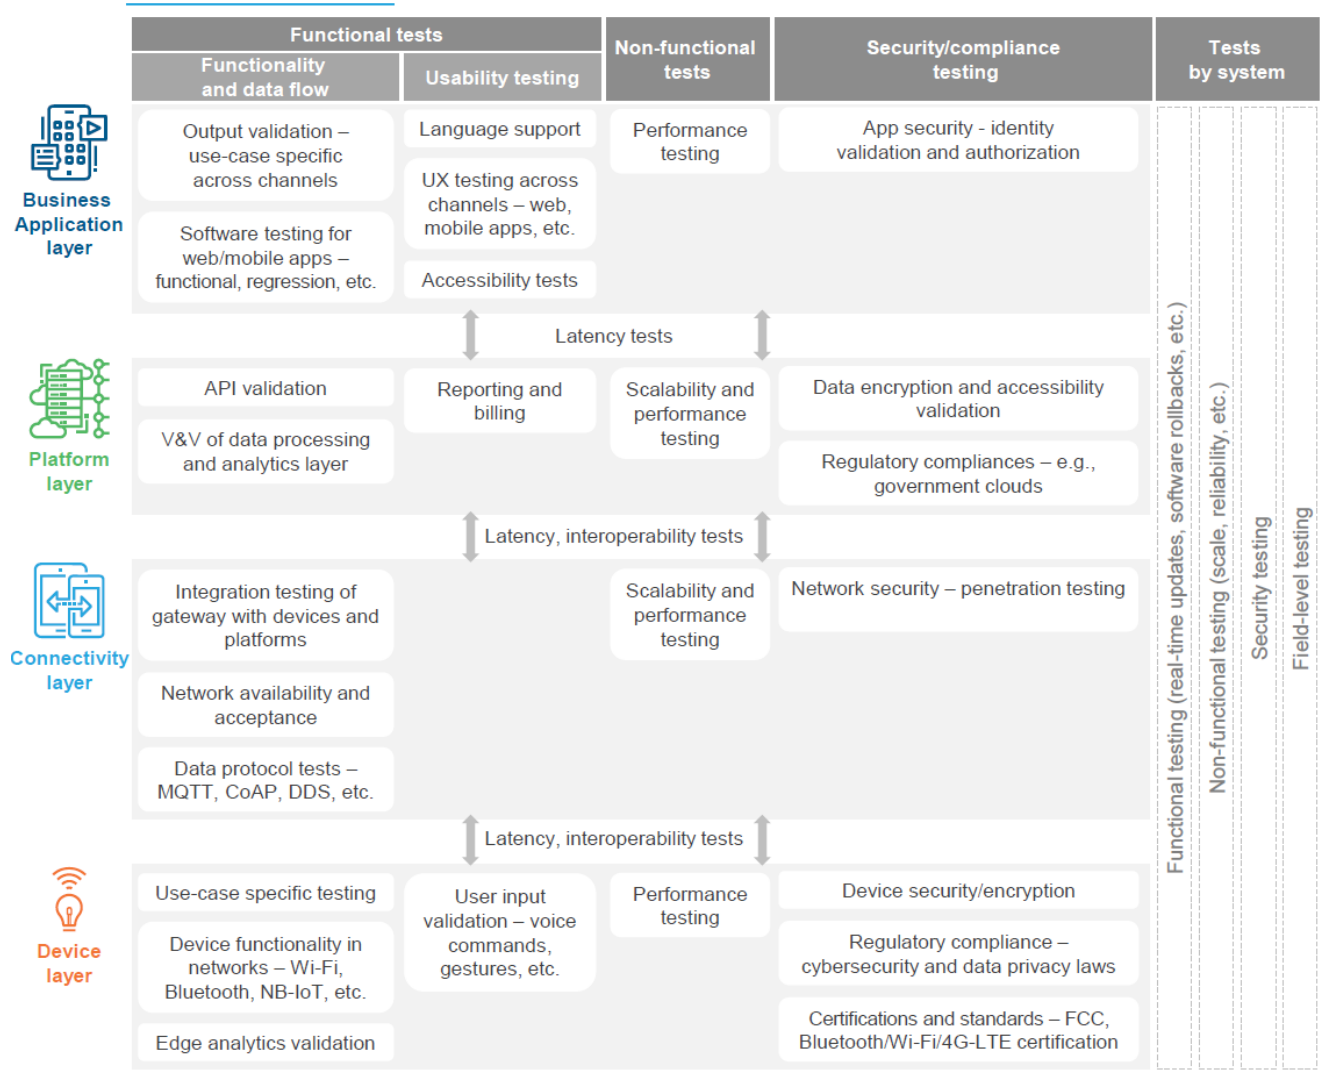 Functional tests
Non-functional
tests
Security/compliance
testing
Tests
by system
Functionality
and data flow
Usability testing
Business
Application
layer
Output validation –
use-case specific
across channels
Software testing for
web/mobile apps –
functional, regression, etc.
Language support
UX testing across
channels – web,
mobile apps, etc.
Accessibility tests
Performance
testing
App security - identity
validation and authorization
Latency tests
Platform
layer
API validation
V&V of data processing
and analytics layer
Reporting and
billing
Scalability and
performance
testing
Data encryption and accessibility
validation
Regulatory compliances – e.g.,
government clouds
Latency, interoperability tests
Connectivity
layer
Integration testing of
gateway with devices and
platforms
Network availability and
acceptance
Data protocol tests –
MQTT, CoAP, DDS, etc.
Scalability and
performance
testing
Network security – penetration testing
Latency, interoperability tests
Device
layer
Use-case specific testing
Device functionality in
networks – Wi-Fi,
Bluetooth, NB-IoT, etc.
Edge analytics validation
User input
validation – voice
commands,
gestures, etc.
Performance
testing
Device security/encryption
Regulatory compliance –
cybersecurity and data privacy laws
Certifications and standards – FCC,
Bluetooth/Wi-Fi/4G-LTE certification
Functional testing (real-time updates, software rollbacks, etc.)
Non-functional testing (scale, reliability, etc.)
Security testing
Field-level testing